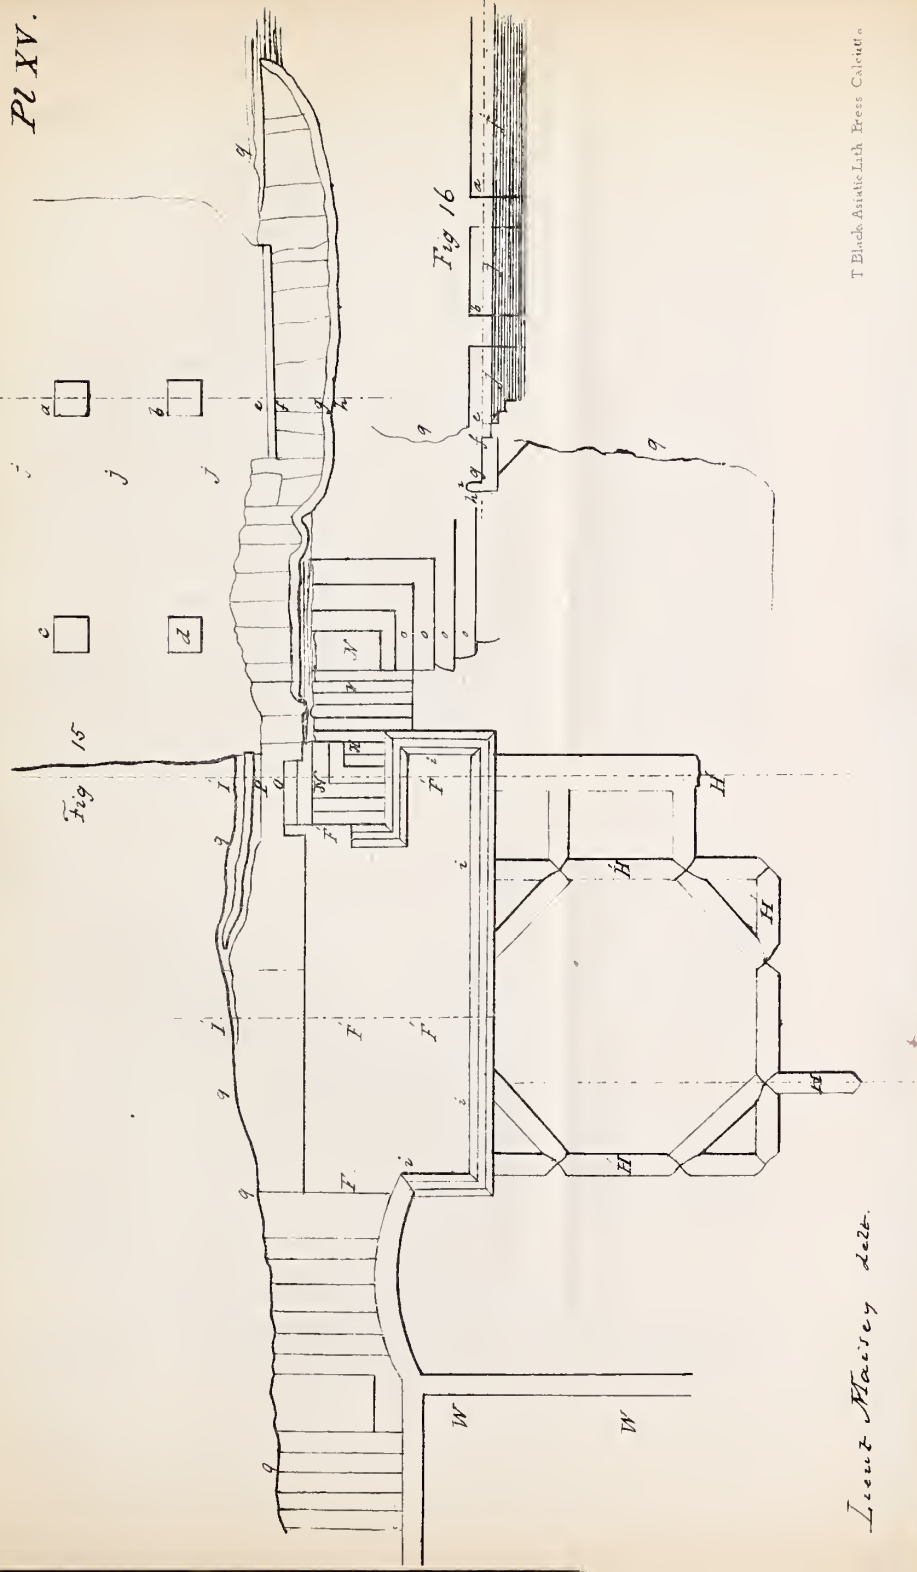 Pl XV.
T Black. Asiatic Lith Press Calcutta
Fig 16
Fig 15
Lieut Maisey delt.
q
a
b
e
f
g
h
j
j
j
c
d
a
b
e
f
g
h
q
q
o
o
o
o
N
i
F
I
P
q
F
i
H
H
H
I
F
F
q
i
q
F
i
H
H
W
W
q